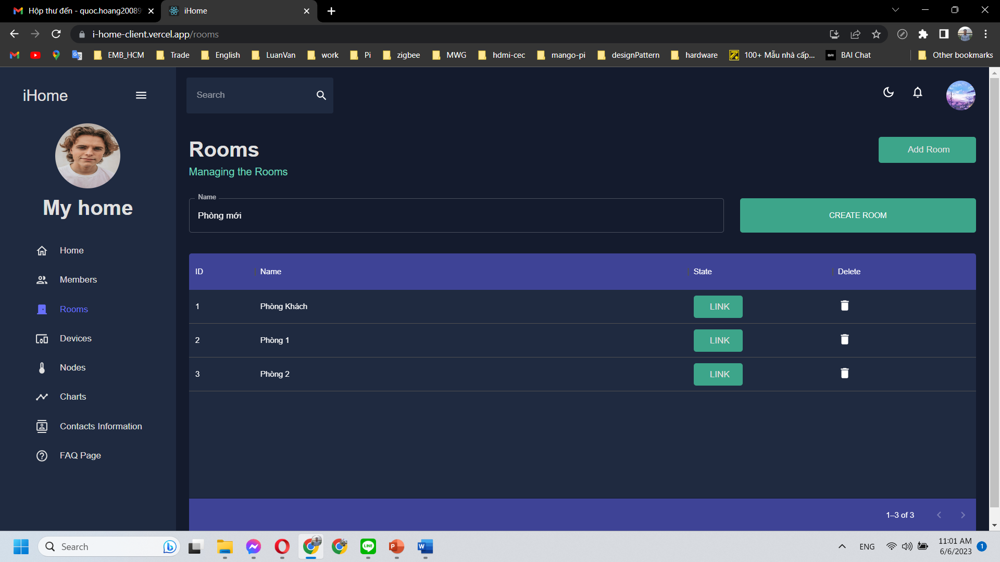 Hộp thư đến - quoc.hoang20089
iHome
i-home-client.vercel.app/rooms
EMB_HCM
Trade
English
LuanVan
work
Pi
zigbee
MWG
hdmi-cec
mango-pi
designPattern
hardware
100+ Mẫu nhà cấp...
BAI Chat
Other bookmarks
iHome
Search
My home
Home
Members
Rooms
Devices
Nodes
Charts
Contacts Information
FAQ Page
Rooms
Managing the Rooms
Add Room
Name
Phòng mới
CREATE ROOM
ID Name State Delete
1 Phòng Khách LINK
2 Phòng 1 LINK
3 Phòng 2 LINK
1–3 of 3
Search
ENG
11:01 AM
6/6/2023
1